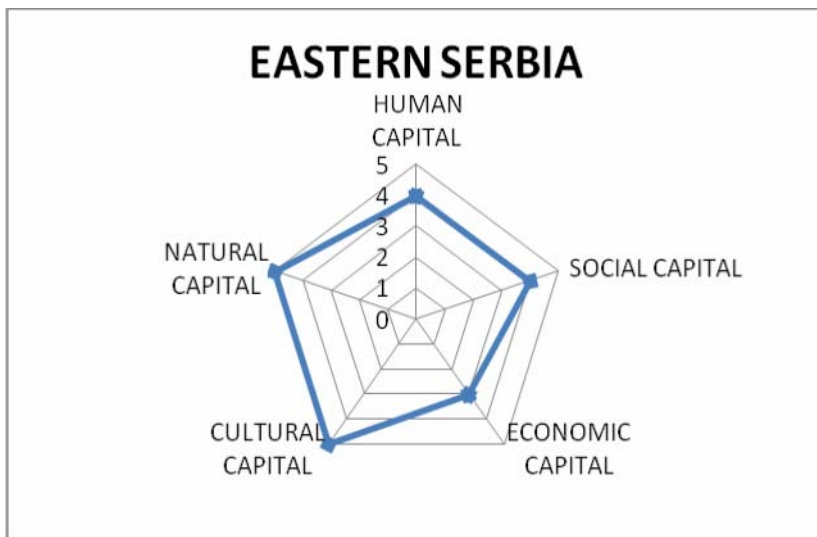 EASTERN SERBIA
HUMAN
CAPITAL
5
4
3
2
1
0
SOCIAL CAPITAL
ECONOMIC
CAPITAL
CULTURAL
CAPITAL
NATURAL
CAPITAL